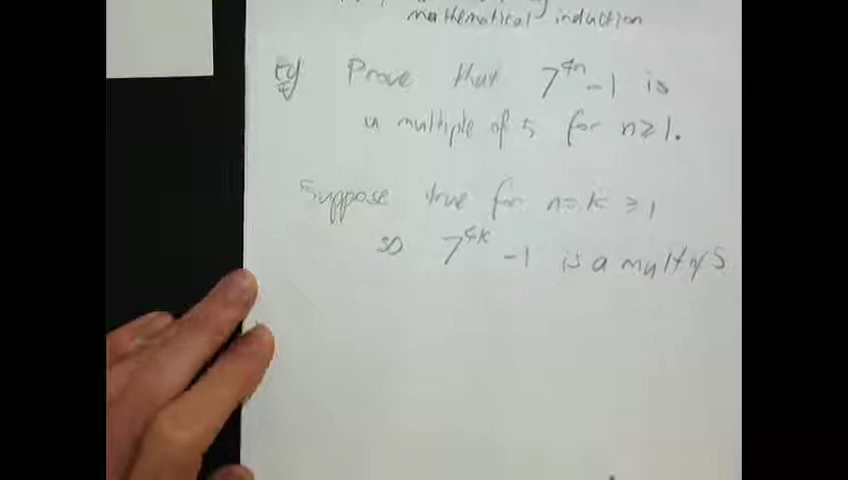 mathematical induction
Eg Prove that 7^{4n} - 1 is
a multiple of 5 for n ≥ 1.
Suppose true for n = k ≥ 1
so 7^{4k} - 1 is a mult of 5